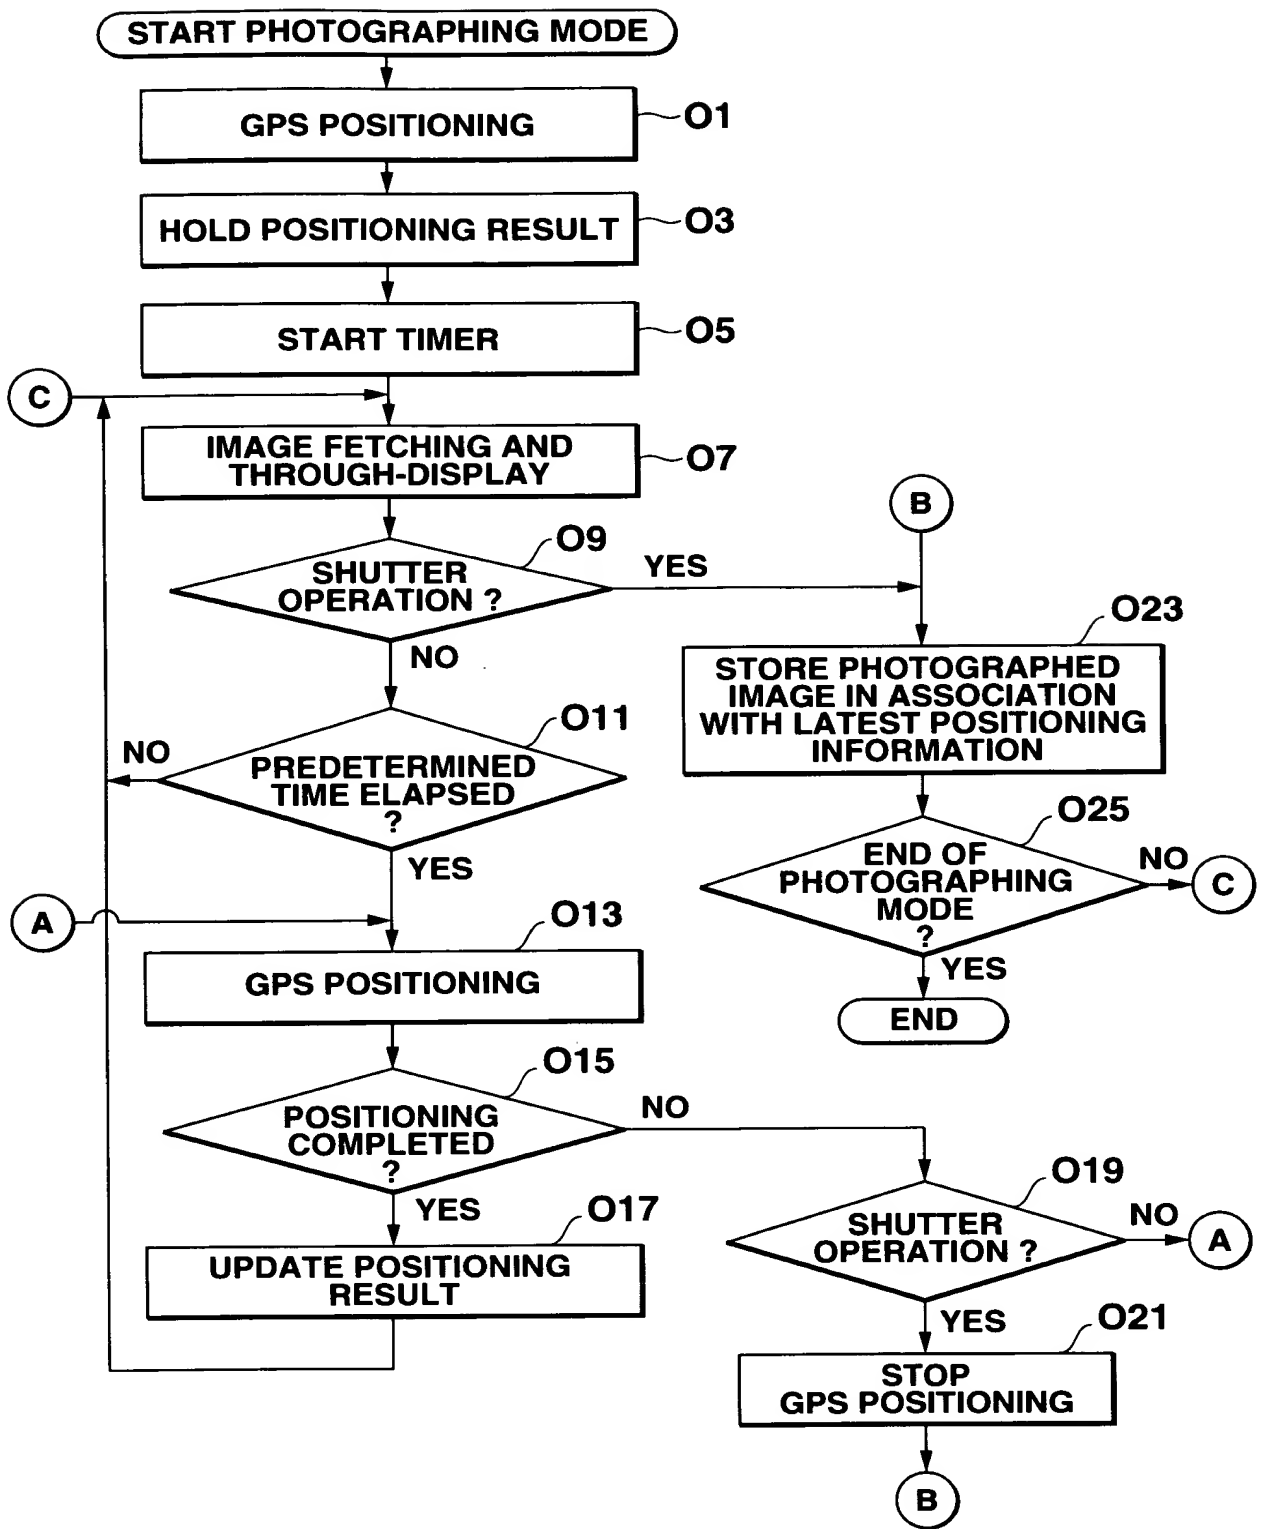 START PHOTOGRAPHING MODE
GPS POSITIONING
O1
HOLD POSITIONING RESULT
O3
START TIMER
O5
C
IMAGE FETCHING AND
THROUGH-DISPLAY
O7
SHUTTER
OPERATION ?
O9
YES
NO
B
PREDETERMINED
TIME ELAPSED
?
O11
NO
YES
STORE PHOTOGRAPHED
IMAGE IN ASSOCIATION
WITH LATEST POSITIONING
INFORMATION
O23
END OF
PHOTOGRAPHING
MODE
?
O25
NO
C
YES
END
A
GPS POSITIONING
O13
POSITIONING
COMPLETED
?
O15
NO
YES
UPDATE POSITIONING
RESULT
O17
SHUTTER
OPERATION ?
O19
NO
A
YES
STOP
GPS POSITIONING
O21
B